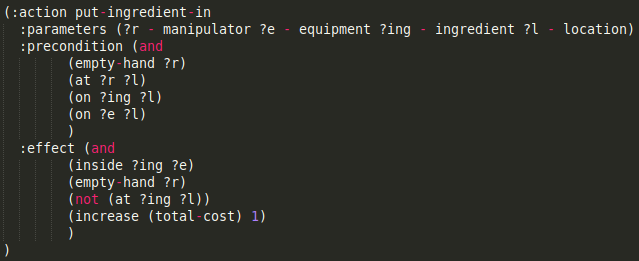 (:action put-ingredient-in
:parameters (?r - manipulator ?e - equipment ?ing - ingredient ?l - location)
:precondition (and
(empty-hand ?r)
(at ?r ?l)
(on ?ing ?l)
(on ?e ?l)
)
:effect (and
(inside ?ing ?e)
(empty-hand ?r)
(not (at ?ing ?l))
(increase (total-cost) 1)
)
)